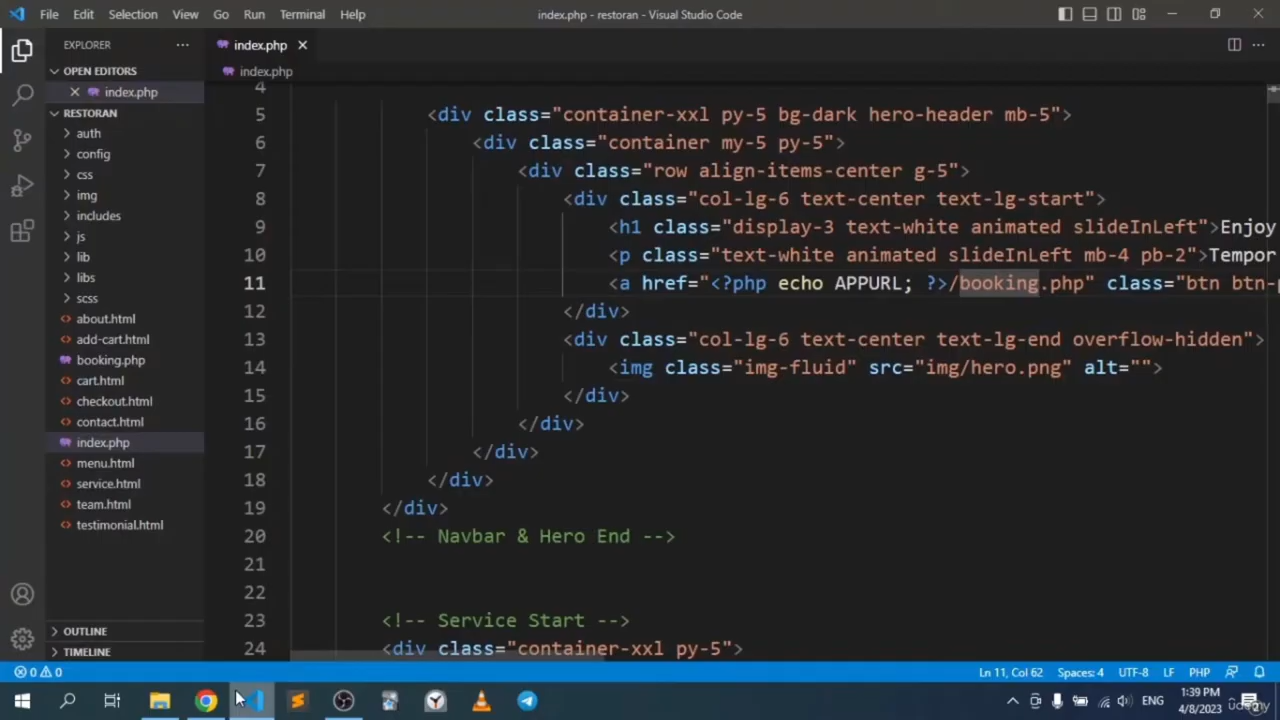 File Edit Selection View Go Run Terminal Help index.php - restoran - Visual Studio Code
EXPLORER
index.php
OPEN EDITORS
index.php
index.php
RESTORAN
auth
config
css
img
includes
js
lib
libs
scss
about.html
add-cart.html
booking.php
cart.html
checkout.html
contact.html
index.php
menu.html
service.html
team.html
testimonial.html
OUTLINE
TIMELINE
4
5 <div class="container-xxl py-5 bg-dark hero-header mb-5">
6 <div class="container my-5 py-5">
7 <div class="row align-items-center g-5">
8 <div class="col-lg-6 text-center text-lg-start">
9 <h1 class="display-3 text-white animated slideInLeft">Enjoy
10 <p class="text-white animated slideInLeft mb-4 pb-2">Tempor
11 <a href="<?php echo APPURL; ?>/booking.php" class="btn btn-p
12 </div>
13 <div class="col-lg-6 text-center text-lg-end overflow-hidden">
14 <img class="img-fluid" src="img/hero.png" alt="">
15 </div>
16 </div>
17 </div>
18 </div>
19 </div>
20 <!-- Navbar & Hero End -->
21
22
23 <!-- Service Start -->
24 <div class="container-xxl py-5">
0 0 Ln 11, Col 62 Spaces: 4 UTF-8 LF PHP
ENG
1:39 PM
4/8/2023
udemy